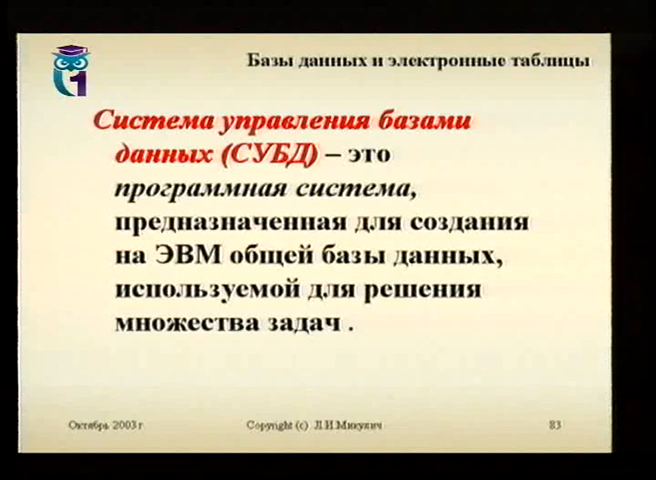 Базы данных и электронные таблицы
1
Система управления базами
данных (СУБД) – это
программная система,
предназначенная для создания
на ЭВМ общей базы данных,
используемой для решения
множества задач .
Октябрь 2003 г Copyright (c) Л.И.Микулич 83